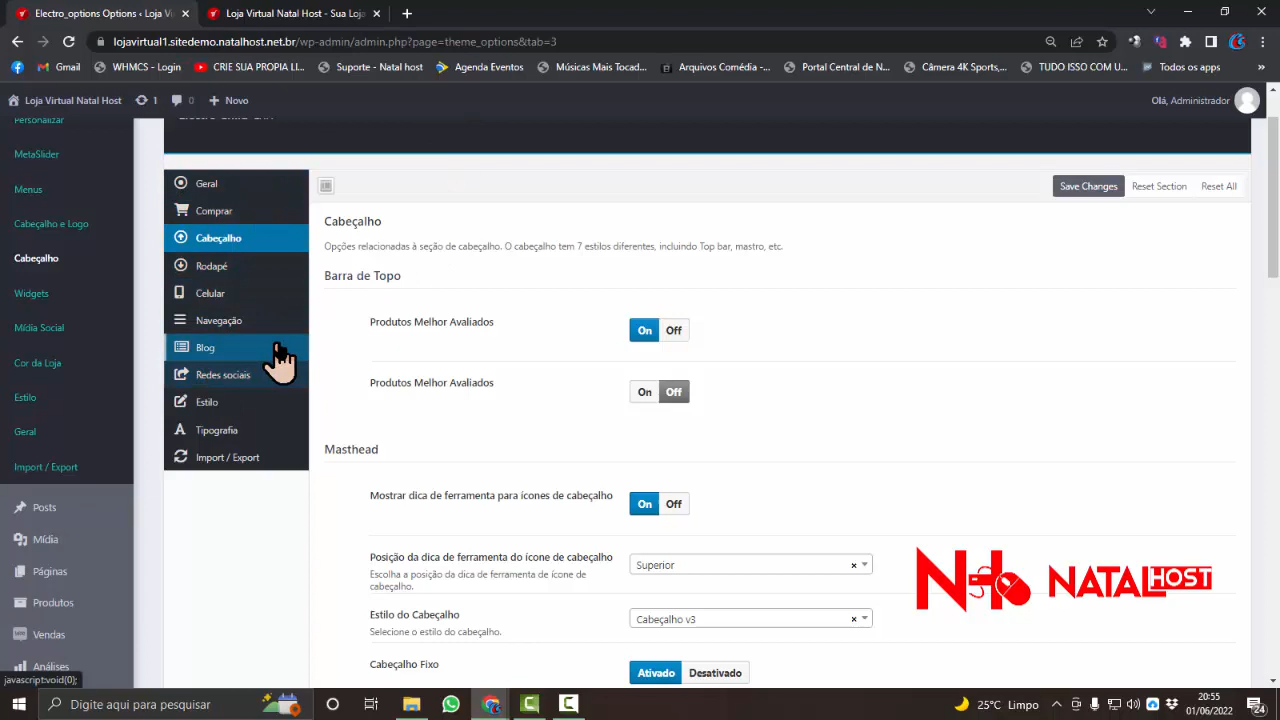 Electro_options Options ‹ Loja Vi
Loja Virtual Natal Host - Sua Loja
lojavirtual1.sitedemo.natalhost.net.br/wp-admin/admin.php?page=theme_options&tab=3
Gmail
WHMCS - Login
CRIE SUA PROPIA LI...
Suporte - Natal host
Agenda Eventts
Músicas Mais Tocad...
Arquivos Comédia –...
Portal Central de N...
Câmera 4K Sports,...
TUDO ISSO COM U...
Todos os apps
»
Loja Virtual Natal Host
1
0
Novo
Olá, Administrador
Personalizar
MetaSlider
Menus
Cabeçalho e Logo
Cabeçalho
Widgets
Mídia Social
Cor da Loja
Estilo
Geral
Import / Export
Posts
Mídia
Páginas
Produtos
Vendas
Análises
javascript:void(0);
Geral
Comprar
Cabeçalho
Rodapé
Celular
Navegação
Blog
Redes sociais
Estilo
Tipografia
Import / Export
Save Changes
Reset Section
Reset All
Cabeçalho
Opções relacionadas à seção de cabeçalho. O cabeçalho tem 7 estilos diferentes, incluindo Top bar, mastro, etc.
Barra de Topo
Produtos Melhor Avaliados
On Off
Produtos Melhor Avaliados
On Off
Masthead
Mostrar dica de ferramenta para ícones de cabeçalho
On Off
Posição da dica de ferramenta do ícone de cabeçalho
Escolha a posição da dica de ferramenta de ícone de
cabeçalho.
Superior
Estilo do Cabeçalho
Selecione o estilo do cabeçalho.
Cabeçalho v3
Cabeçalho Fixo
Ativado Desativado
NH NATALHOST
Digite aqui para pesquisar
25°C Limpo
20:55
01/06/2022
24